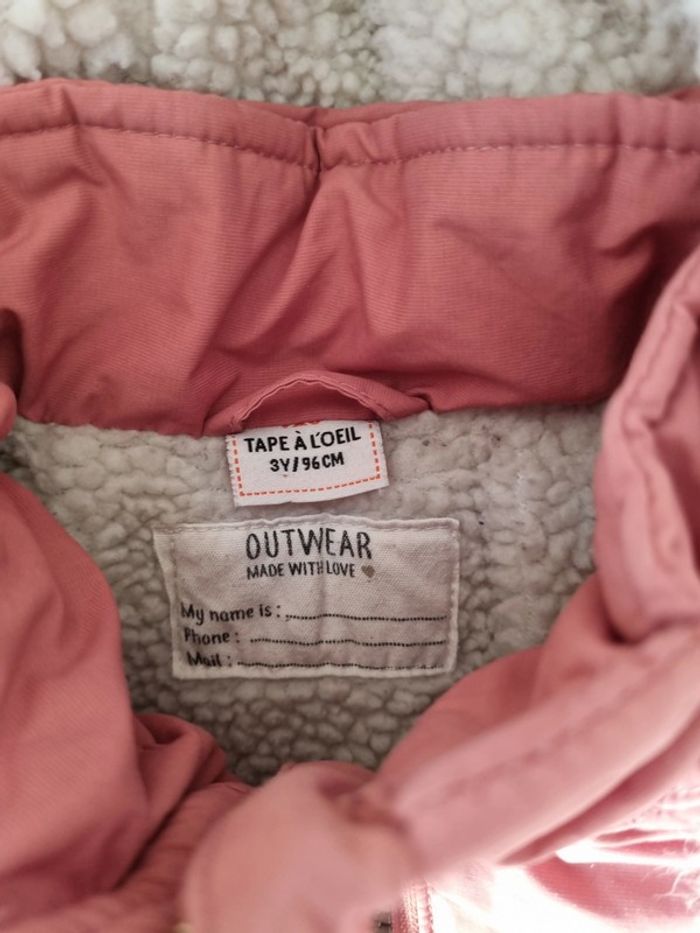 TAPE À L'OEIL
3Y/96CM
OUTWEAR
MADE WITH LOVE
My name is :
Phone :
Mail :